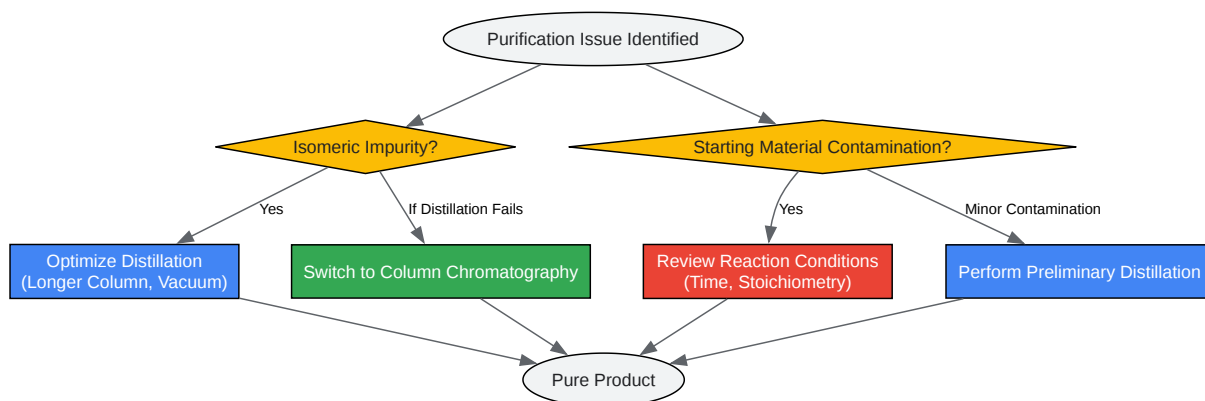 Purification Issue Identified
Isomeric Impurity?
Starting Material Contamination?
Yes
If Distillation Fails
Yes
Minor Contamination
Optimize Distillation
(Longer Column, Vacuum)
Switch to Column Chromatography
Review Reaction Conditions
(Time, Stoichiometry)
Perform Preliminary Distillation
Pure Product